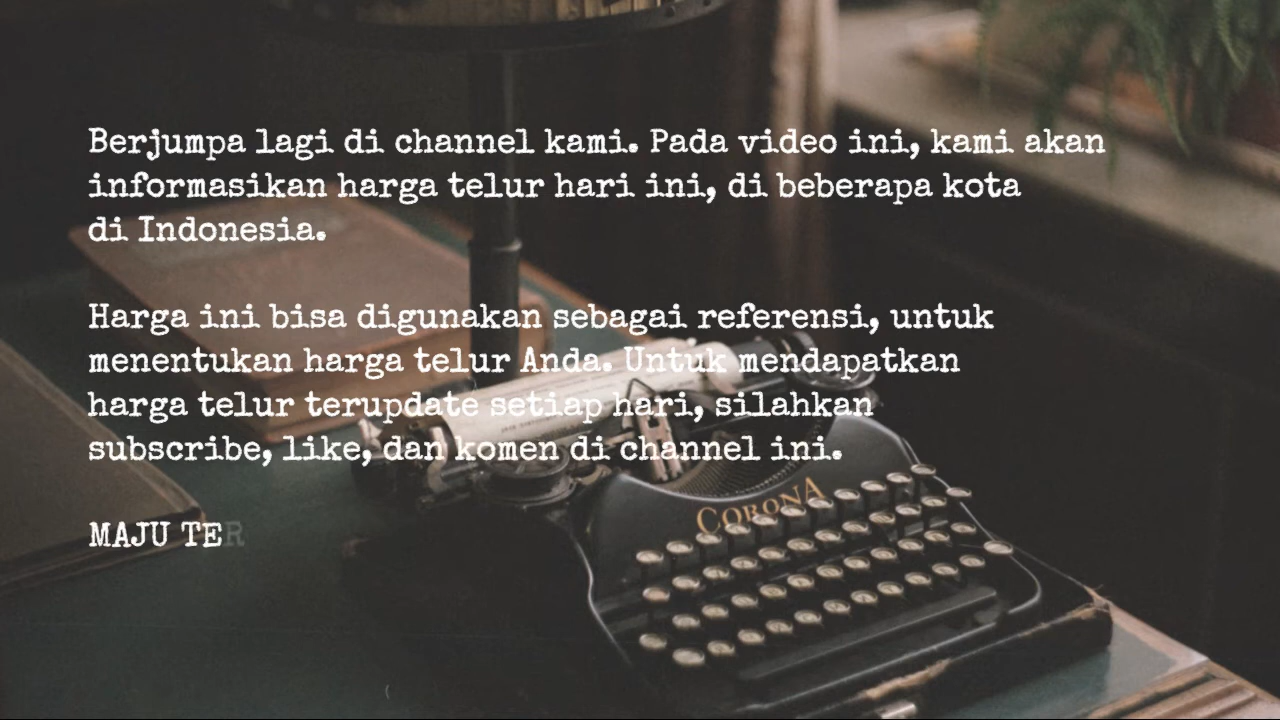 Berjumpa lagi di channel kami. Pada video ini, kami akan
informasikan harga telur hari ini, di beberapa kota
di Indonesia.
Harga ini bisa digunakan sebagai referensi, untuk
menentukan harga telur Anda. Untuk mendapatkan
harga telur terupdate setiap hari, silahkan
subscribe, like, dan komen di channel ini.
MAJU TER
CORONA